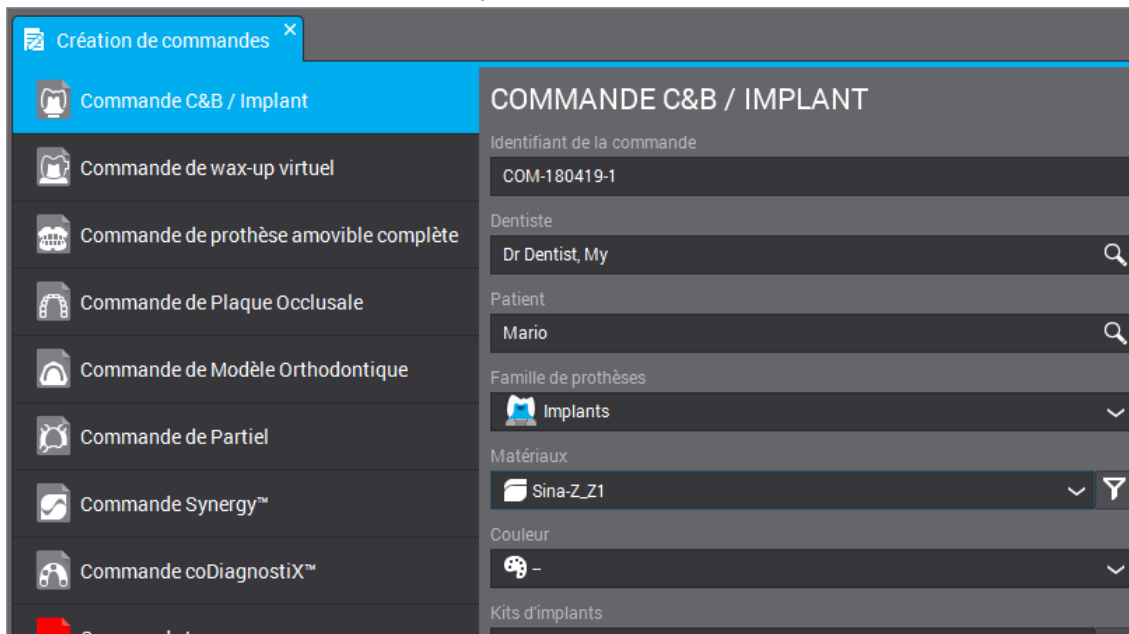 Création de commandes
Commande C&B / Implant
Commande de wax-up virtuel
Commande de prothèse amovible complète
Commande de Plaque Occlusale
Commande de Modèle Orthodontique
Commande de Partiel
Commande Synergy™
Commande coDiagnostiX™
COMMANDE C&B / IMPLANT
Identifiant de la commande
COM-180419-1
Dentiste
Dr Dentist, My
Patient
Mario
Famille de prothèses
Implants
Matériaux
Sina-Z_Z1
Couleur
–
Kits d'implants